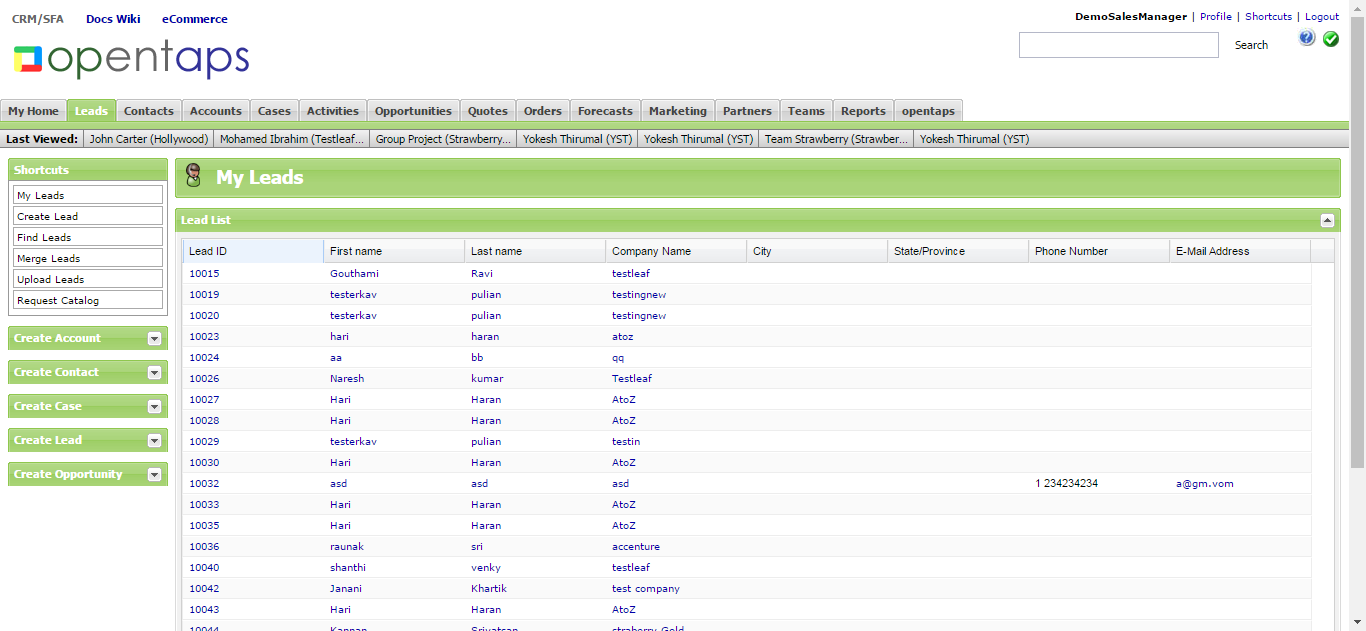 CRM/SFA Docs Wiki eCommerce
DemoSalesManager | Profile | Shortcuts | Logout
opentaps
Search
My Home Leads Contacts Accounts Cases Activities Opportunities Quotes Orders Forecasts Marketing Partners Teams Reports opentaps
Last Viewed: John Carter (Hollywood) Mohamed Ibrahim (Testleaf... Group Project (Strawberry... Yokesh Thirumal (YST) Yokesh Thirumal (YST) Team Strawberry (Strawber... Yokesh Thirumal (YST)
Shortcuts
My Leads
Create Lead
Find Leads
Merge Leads
Upload Leads
Request Catalog
Create Account
Create Contact
Create Case
Create Lead
Create Opportunity
My Leads
Lead List
Lead ID First name Last name Company Name City State/Province Phone Number E-Mail Address
10015 Gouthami Ravi testleaf
10019 testerkav pulian testingnew
10020 testerkav pulian testingnew
10023 hari haran atoz
10024 aa bb qq
10026 Naresh kumar Testleaf
10027 Hari Haran AtoZ
10028 Hari Haran AtoZ
10029 testerkav pulian testin
10030 Hari Haran AtoZ
10032 asd asd asd 1 234234234 a@gm.vom
10033 Hari Haran AtoZ
10035 Hari Haran AtoZ
10036 raunak sri accenture
10040 shanthi venky testleaf
10042 Janani Khartik test company
10043 Hari Haran AtoZ
10044 Kannan Srivatsan straberry Gold